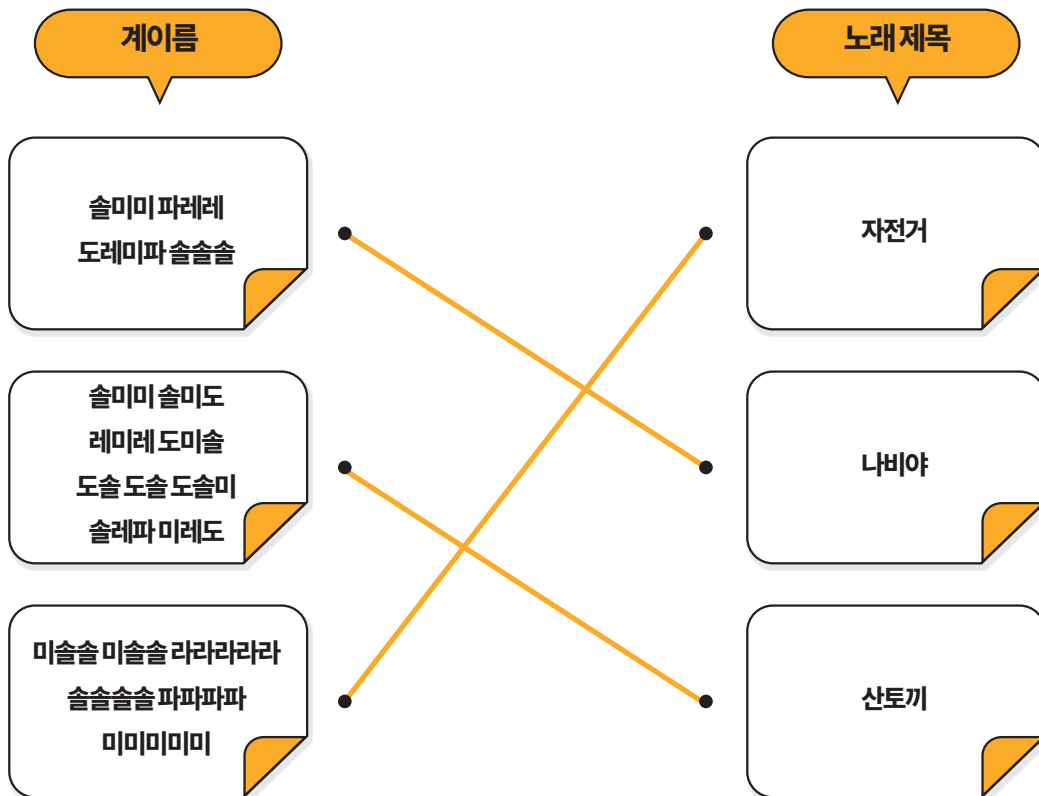 계이름
노래 제목
솔미미 파레레
도레미파 솔솔솔
자전거
솔미미 솔미도
레미레 도미솔
도솔 도솔 도솔미
솔레파 미레도
나비야
미솔솔 미솔솔 라라라라라
솔솔솔솔 파파파파
미미미미미
산토끼